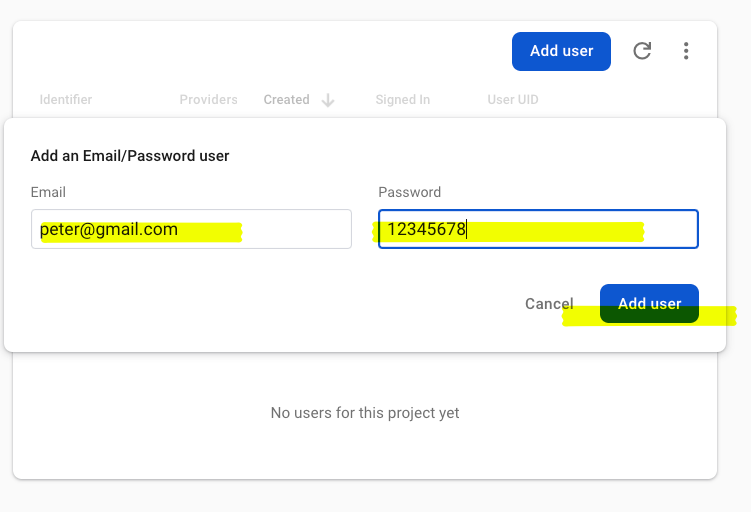 Add user
Identifier Providers Created Signed In User UID
Add an Email/Password user
Email Password
peter@gmail.com 12345678
Cancel Add user
No users for this project yet